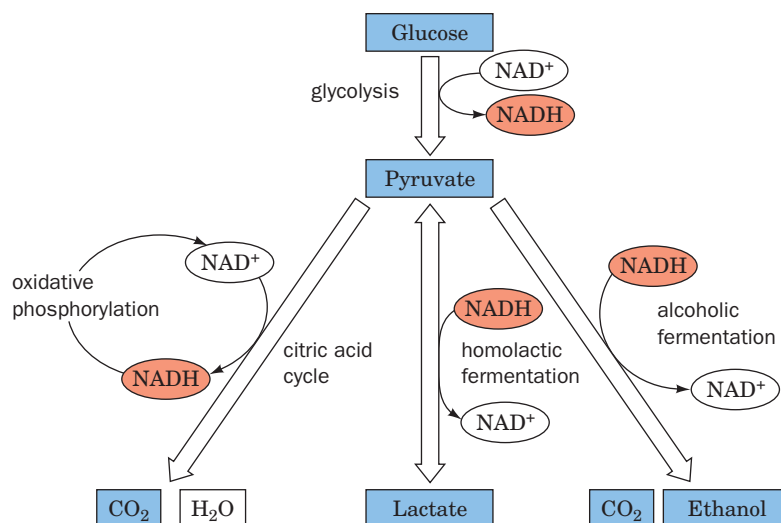 Glucose
glycolysis
NAD⁺
NADH
Pyruvate
oxidative
phosphorylation
NAD⁺
NADH
citric acid
cycle
NADH
homolactic
fermentation
NAD⁺
NADH
alcoholic
fermentation
NAD⁺
CO₂
H₂O
Lactate
CO₂
Ethanol